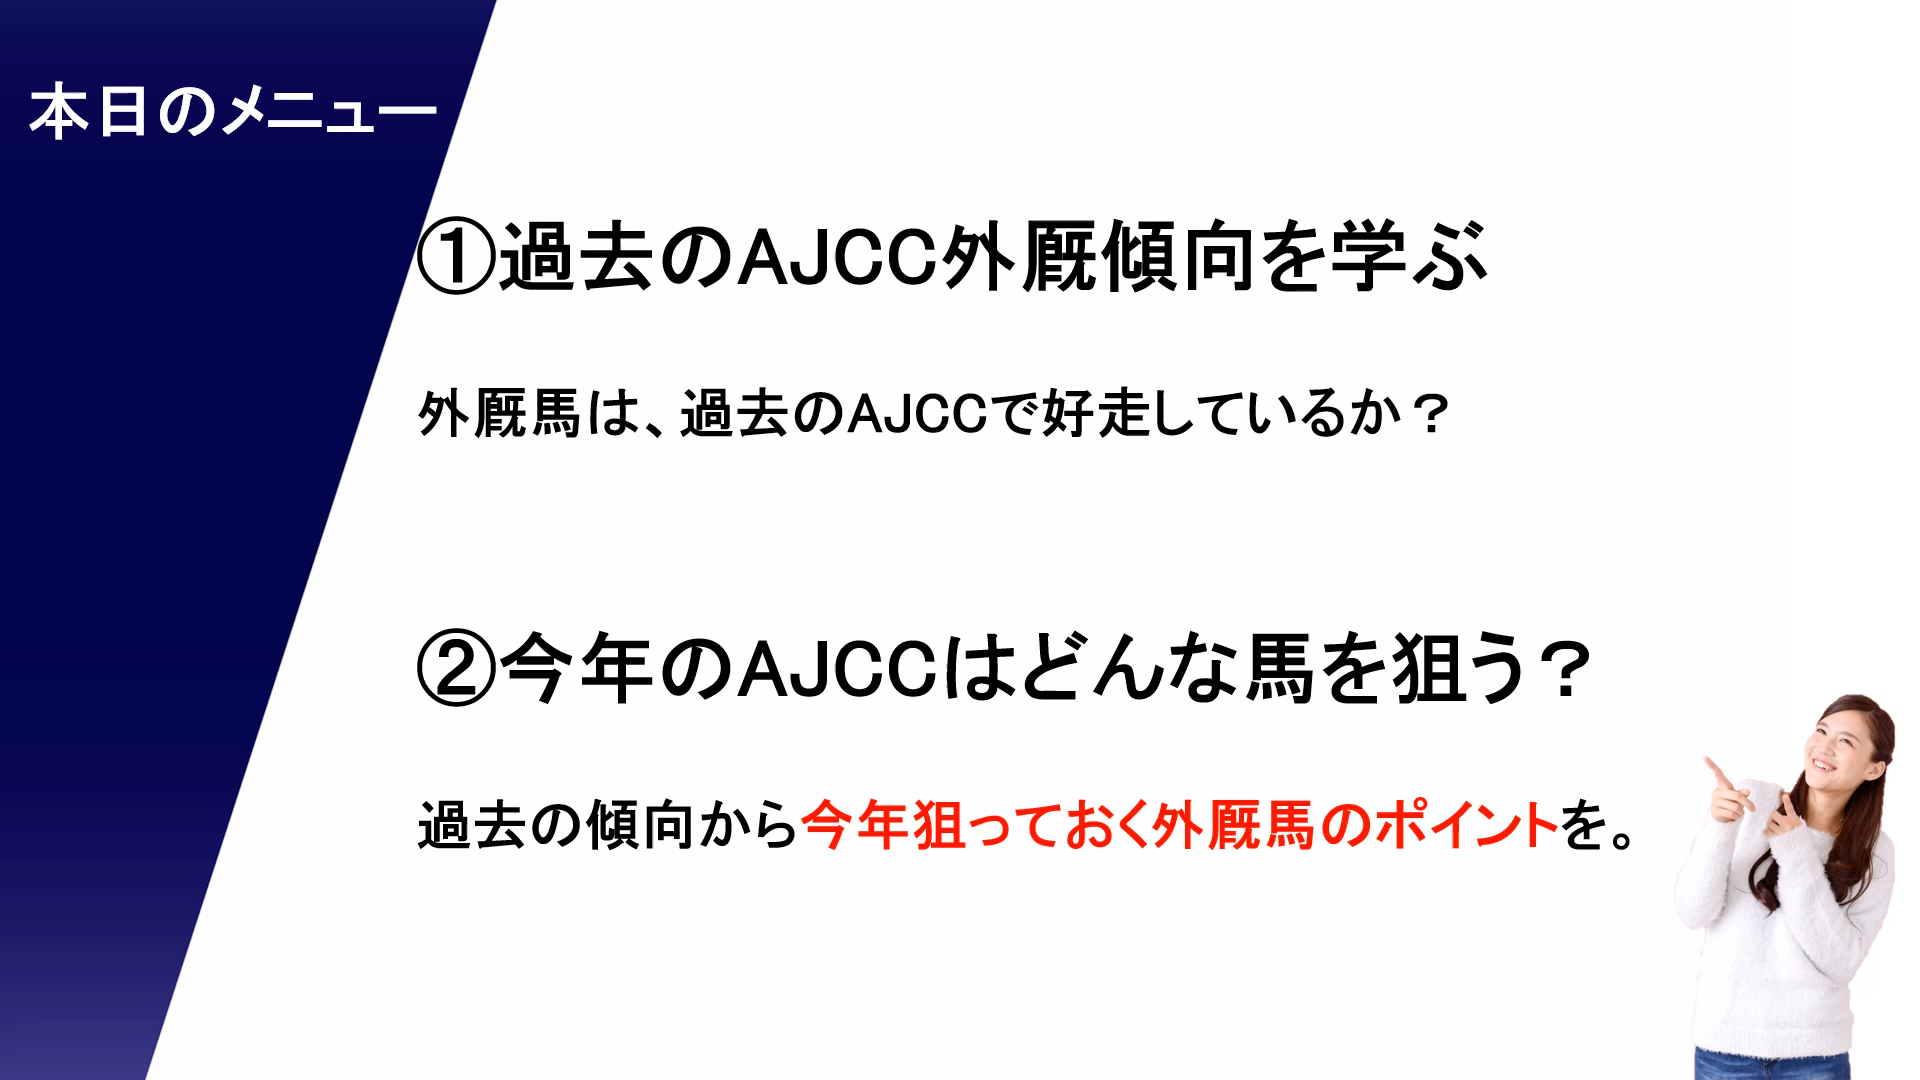 本日のメニュー
①過去のAJCC外厩傾向を学ぶ
外厩馬は、過去のAJCCで好走しているか？
②今年のAJCCはどんな馬を狙う？
過去の傾向から今年狙っておく外厩馬のポイントを。